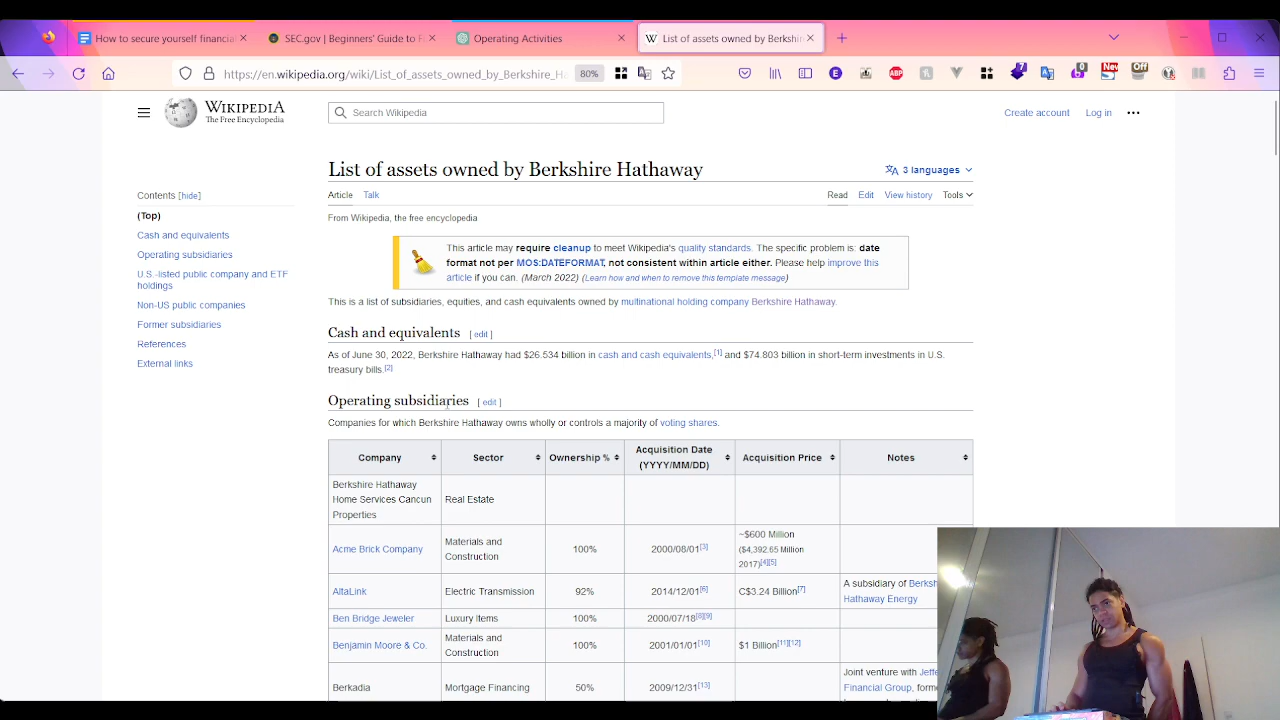 How to secure yourself financial
SEC.gov | Beginners' Guide to F
Operating Activities
List of assets owned by Berkshir
https://en.wikipedia.org/wiki/List_of_assets_owned_by_Berkshire_H
80%
7
0
New
Off
WIKIPEDIA
The Free Encyclopedia
Search Wikipedia
Create account
Log in
List of assets owned by Berkshire Hathaway
3 languages
Contents [hide]
(Top)
Cash and equivalents
Operating subsidiaries
U.S.-listed public company and ETF
holdings
Non-US public companies
Former subsidiaries
References
External links
Article Talk
Read Edit View history Tools
From Wikipedia, the free encyclopedia
This article may require cleanup to meet Wikipedia's quality standards. The specific problem is: date
format not per MOS:DATEFORMAT, not consistent within article either. Please help improve this
article if you can. (March 2022) (Learn how and when to remove this template message)
This is a list of subsidiaries, equities, and cash equivalents owned by multinational holding company Berkshire Hathaway.
Cash and equivalents [ edit ]
As of June 30, 2022, Berkshire Hathaway had $26.534 billion in cash and cash equivalents,[1] and $74.803 billion in short-term investments in U.S.
treasury bills.[2]
Operating subsidiaries [ edit ]
Companies for which Berkshire Hathaway owns wholly or controls a majority of voting shares.
Company
Sector
Ownership %
Acquisition Date
(YYYY/MM/DD)
Acquisition Price
Notes
Berkshire Hathaway
Home Services Cancun
Properties
Real Estate
Acme Brick Company
Materials and
Construction
100%
2000/08/01[3]
~$600 Million
($4,392.65 Million
2017)[4][5]
AltaLink
Electric Transmission
92%
2014/12/01[6]
C$3.24 Billion[7]
A subsidiary of Berksh
Hathaway Energy
Ben Bridge Jeweler
Luxury Items
100%
2000/07/18[8][9]
Benjamin Moore & Co.
Materials and
Construction
100%
2001/01/01[10]
$1 Billion[11][12]
Berkadia
Mortgage Financing
50%
2009/12/31[13]
Joint venture with Jeffe
Financial Group, forme